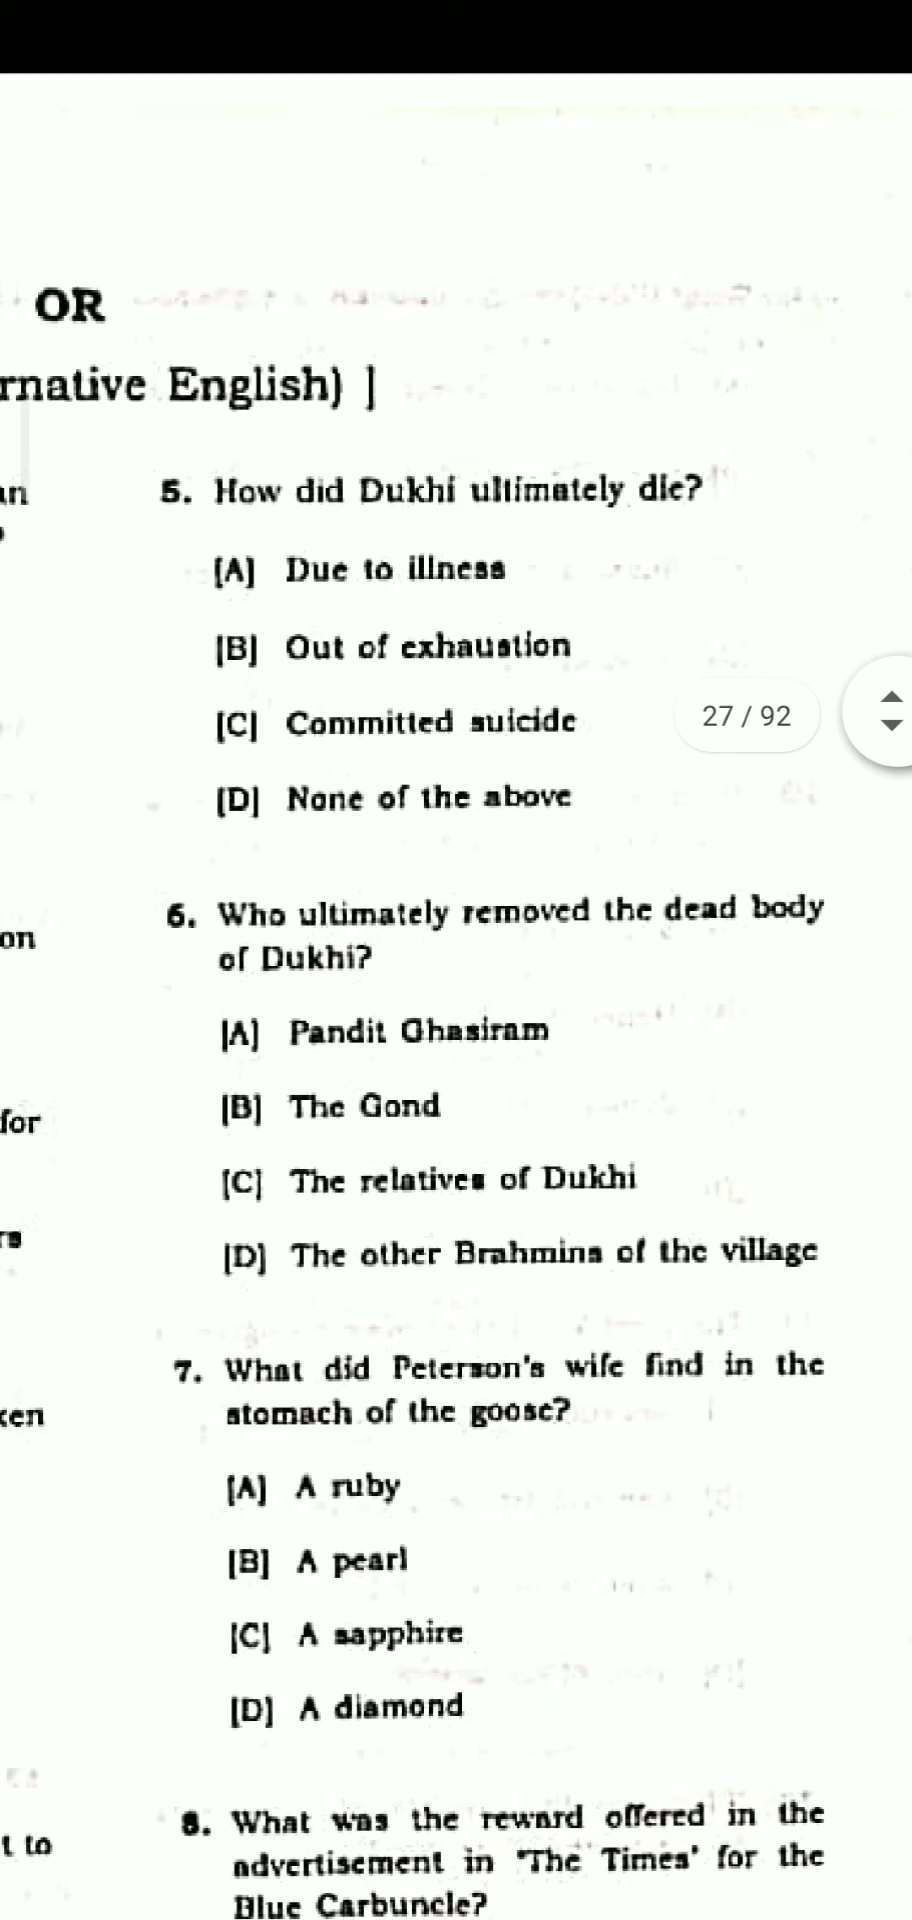 OR
rnative English) ]
an
5. How did Dukhi ultimately die?
[A] Due to illness
[B] Out of exhaustion
[C] Committed suicide
27 / 92
[D] None of the above
6. Who ultimately removed the dead body
on
of Dukhi?
[A] Pandit Ghasiram
[B] The Gond
for
[C] The relatives of Dukhi
rs
[D] The other Brahmins of the village
7. What did Peterson's wife find in the
ken
stomach of the goose?
[A] A ruby
[B] A pearl
[C] A sapphire
[D] A diamond
8. What was the reward offered in the
t to
advertisement in 'The Times' for the
Blue Carbuncle?